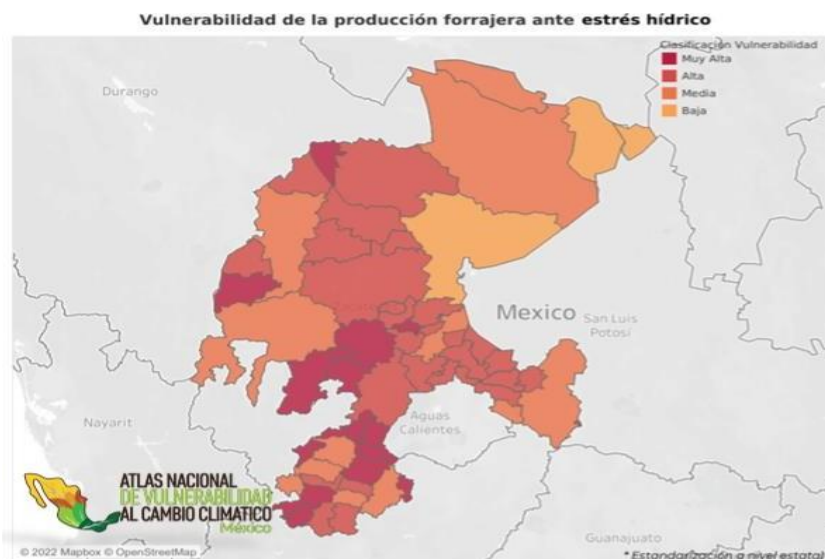 Vulnerabilidad de la producción forrajera ante estrés hídrico
Clasificación Vulnerabilidad
Muy Alta
Alta
Media
Baja
Durango
Mexico
San Luis
Potosí
Aguas
Calientes
Nayarit
Guanajuato
ATLAS NACIONAL
DE VULNERABILIDAD
AL CAMBIO CLIMÁTICO
México
© 2022 Mapbox © OpenStreetMap
* Estandarización a nivel estatal